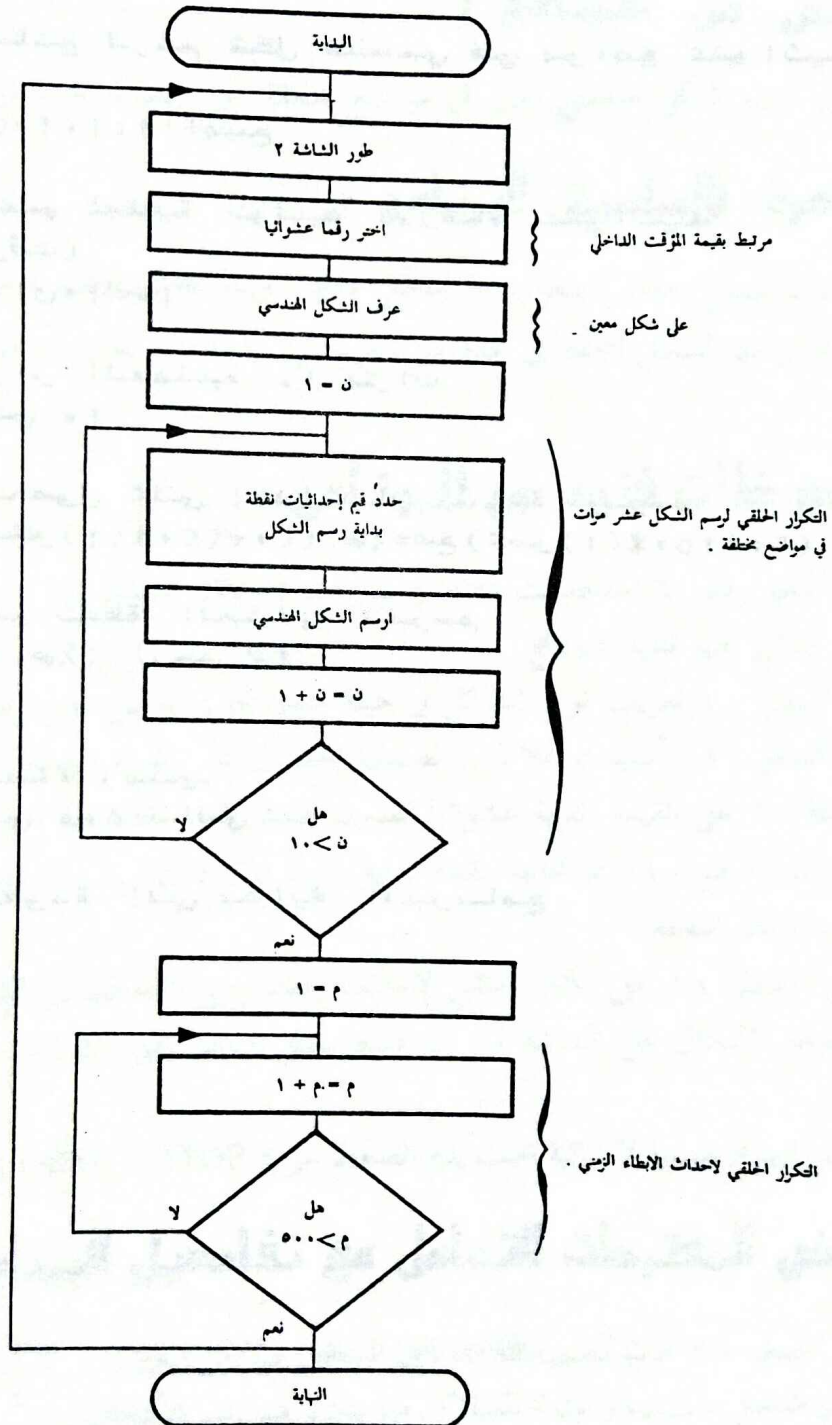 البداية
طور الشاشة ٢
اختر رقما عشوائيا
مرتبط بقيمة المؤقت الداخلي
عرف الشكل الهندسي
على شكل معين .
ن = ١
حددً قيم إحداثيات نقطة
بداية رسم الشكل
التكرار الحلقي لرسم الشكل عشر مرات
في مواضع مختلفة .
ارسم الشكل الهندسي
ن = ن + ١
هل
ن > ١٠
لا
نعم
م = ١
م = م + ١
التكرار الحلقي لاحداث الابطاء الزمني .
هل
م > ٥٠٠
لا
نعم
النهاية